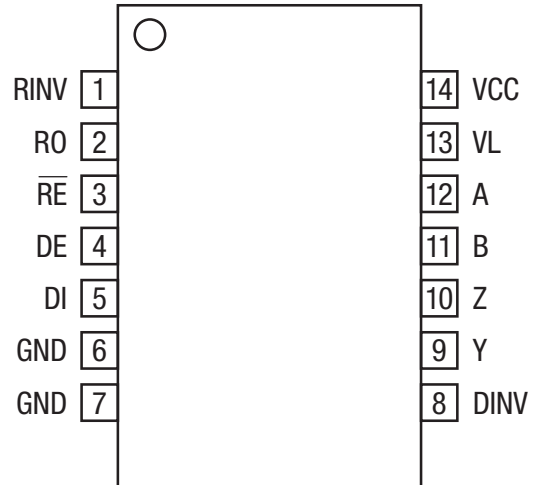 RINV 1 14 VCC
RO 2 13 VL
R̅E̅ 3 12 A
DE 4 11 B
DI 5 10 Z
GND 6 9 Y
GND 7 8 DINV